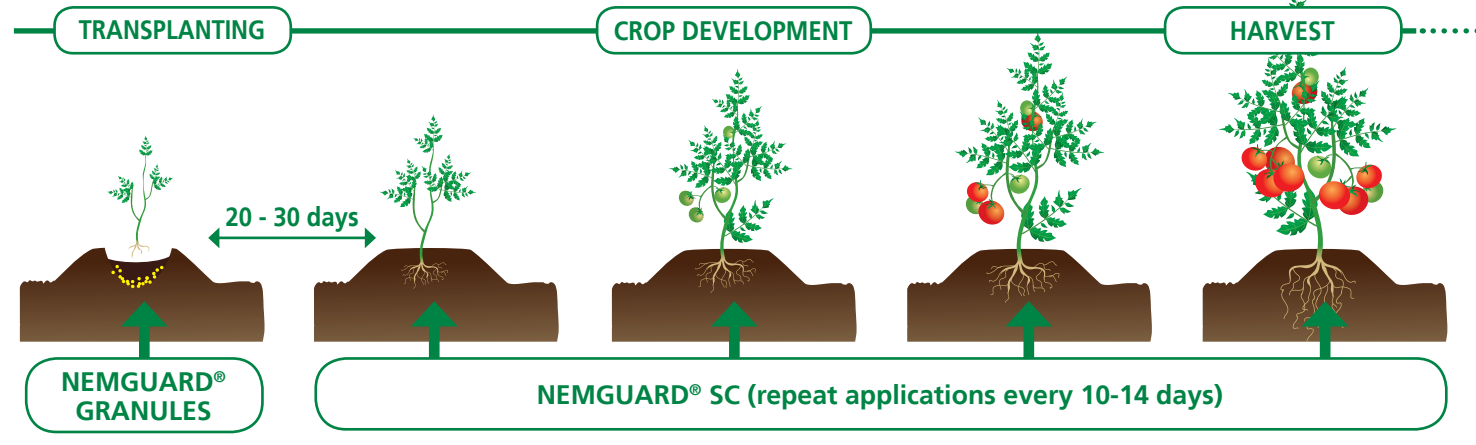 TRANSPLANTING
CROP DEVELOPMENT
HARVEST
20 - 30 days
NEMGUARD®
GRANULES
NEMGUARD® SC (repeat applications every 10-14 days)